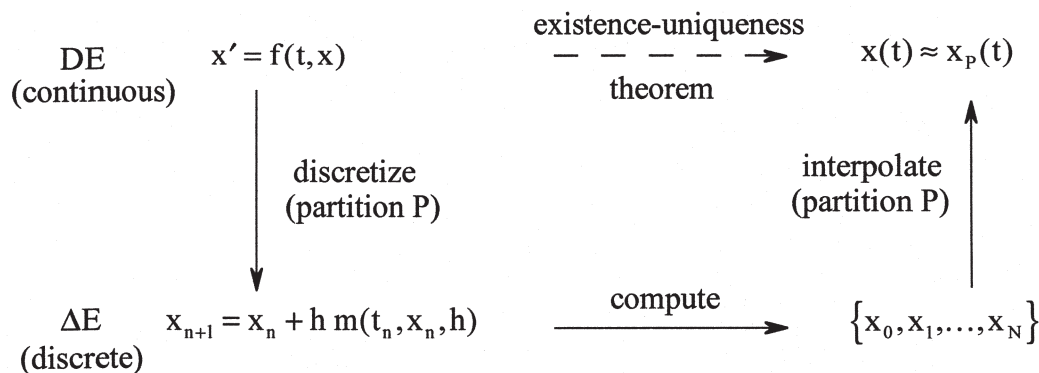 existence-uniqueness
DE x′ = f(t,x) x(t) ≈ x_P(t)
(continuous) theorem
discretize interpolate
(partition P) (partition P)
compute
ΔE x_{n+1} = x_n + h m(t_n,x_n,h) {x_0,x_1,...,x_N}
(discrete)